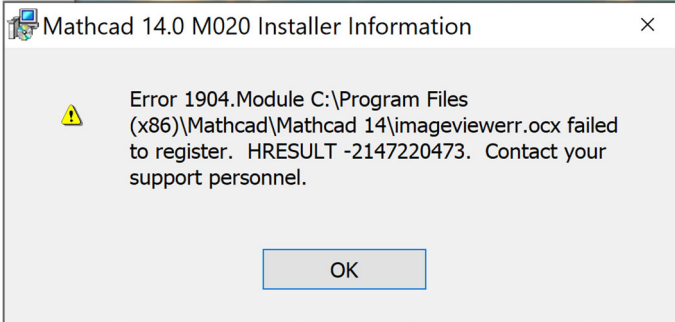 Mathcad 14.0 M020 Installer Information
Error 1904.Module C:\Program Files
(x86)\Mathcad\Mathcad 14\imageviewerr.ocx failed
to register. HRESULT -2147220473. Contact your
support personnel.
OK